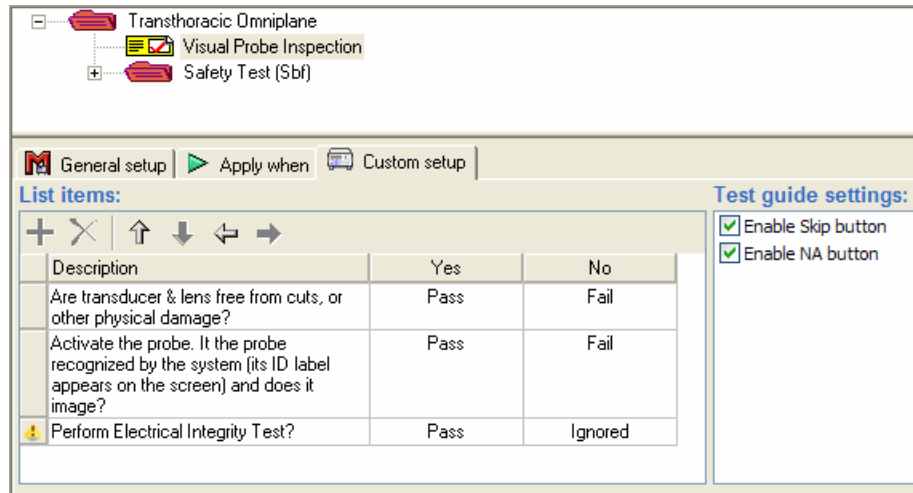 Transthoracic Omniplane
Visual Probe Inspection
Safety Test (Sbf)
General setup
Apply when
Custom setup
List items:
Test guide settings:
Enable Skip button
Enable NA button
Description Yes No
Are transducer & lens free from cuts, or Pass Fail
other physical damage?
Activate the probe. It the probe Pass Fail
recognized by the system (its ID label
appears on the screen) and does it
image?
Perform Electrical Integrity Test? Pass Ignored